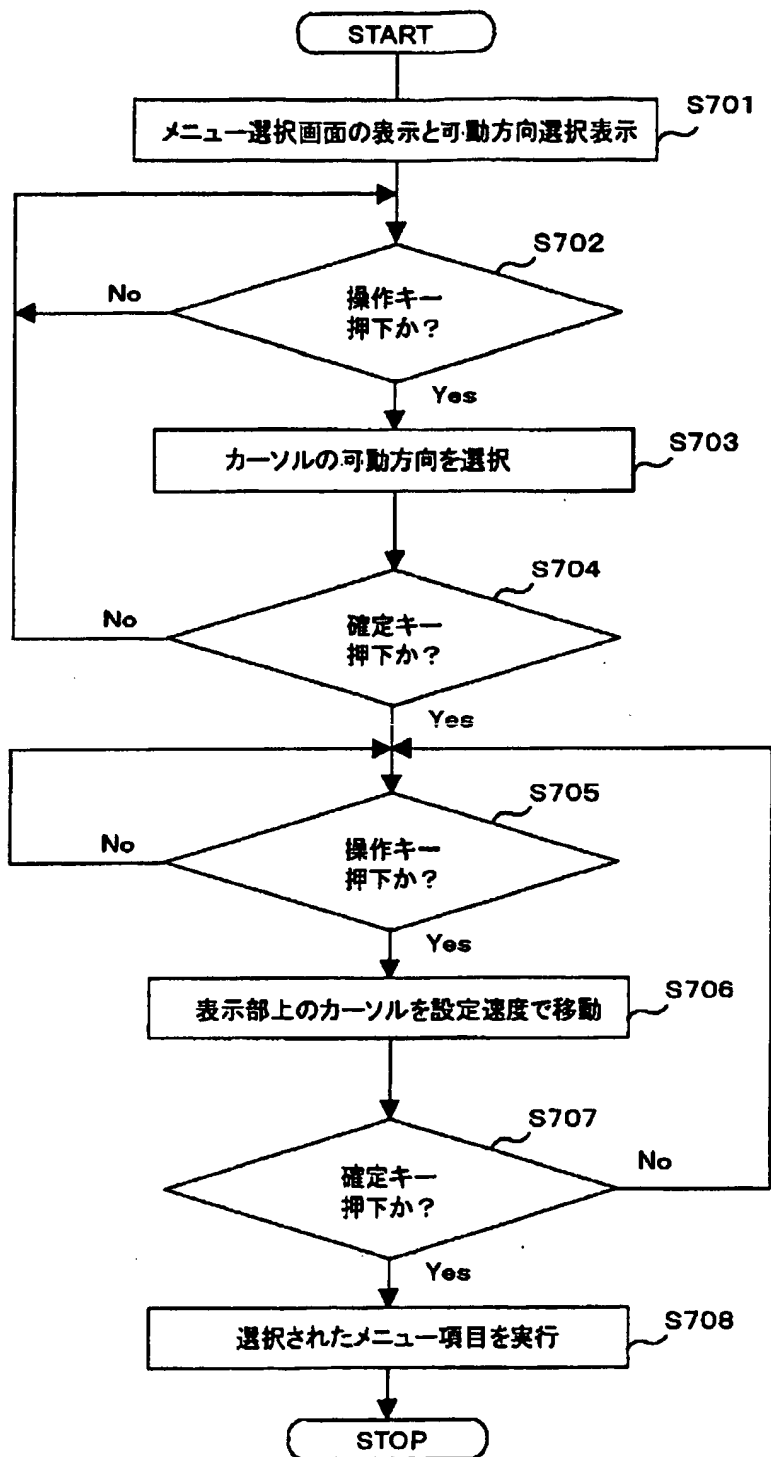 START
S701
メニュー選択画面の表示と可動方向選択表示
S702
No
操作キー
押下か？
Yes
S703
カーソルの可動方向を選択
S704
No
確定キー
押下か？
Yes
S705
No
操作キー
押下か？
Yes
S706
表示部上のカーソルを設定速度で移動
S707
No
確定キー
押下か？
Yes
S708
選択されたメニュー項目を実行
STOP